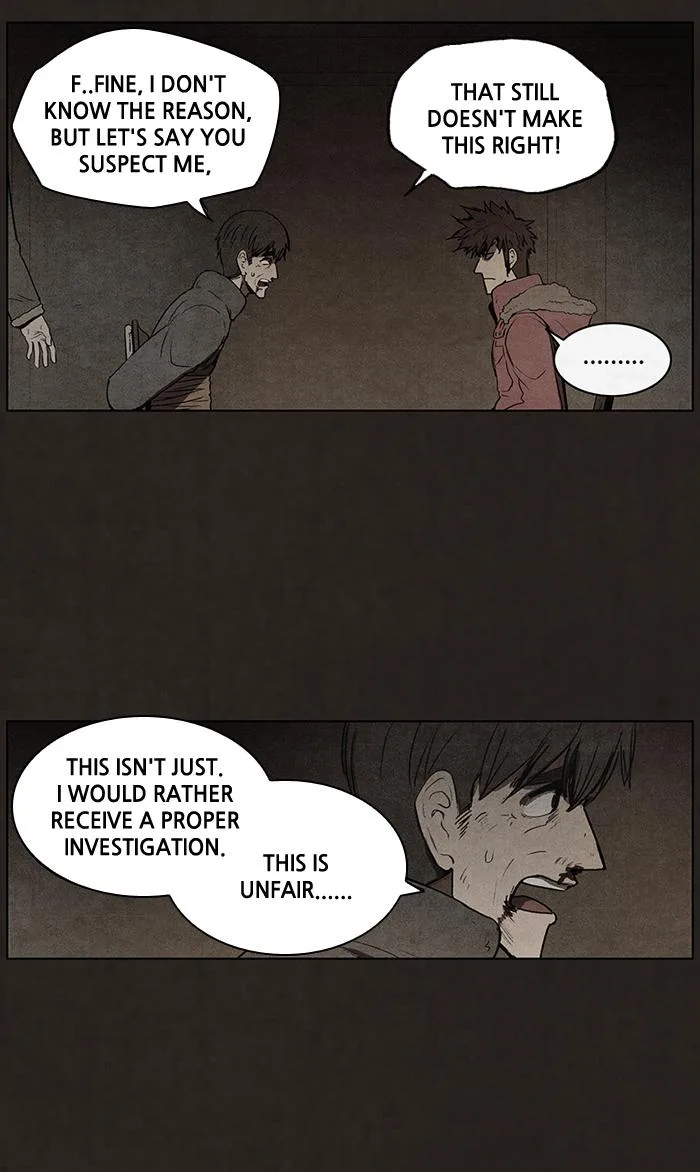 F..FINE, I DON'T
KNOW THE REASON,
BUT LET'S SAY YOU
SUSPECT ME,
THAT STILL
DOESN'T MAKE
THIS RIGHT!
.........
THIS ISN'T JUST.
I WOULD RATHER
RECEIVE A PROPER
INVESTIGATION.
THIS IS
UNFAIR......